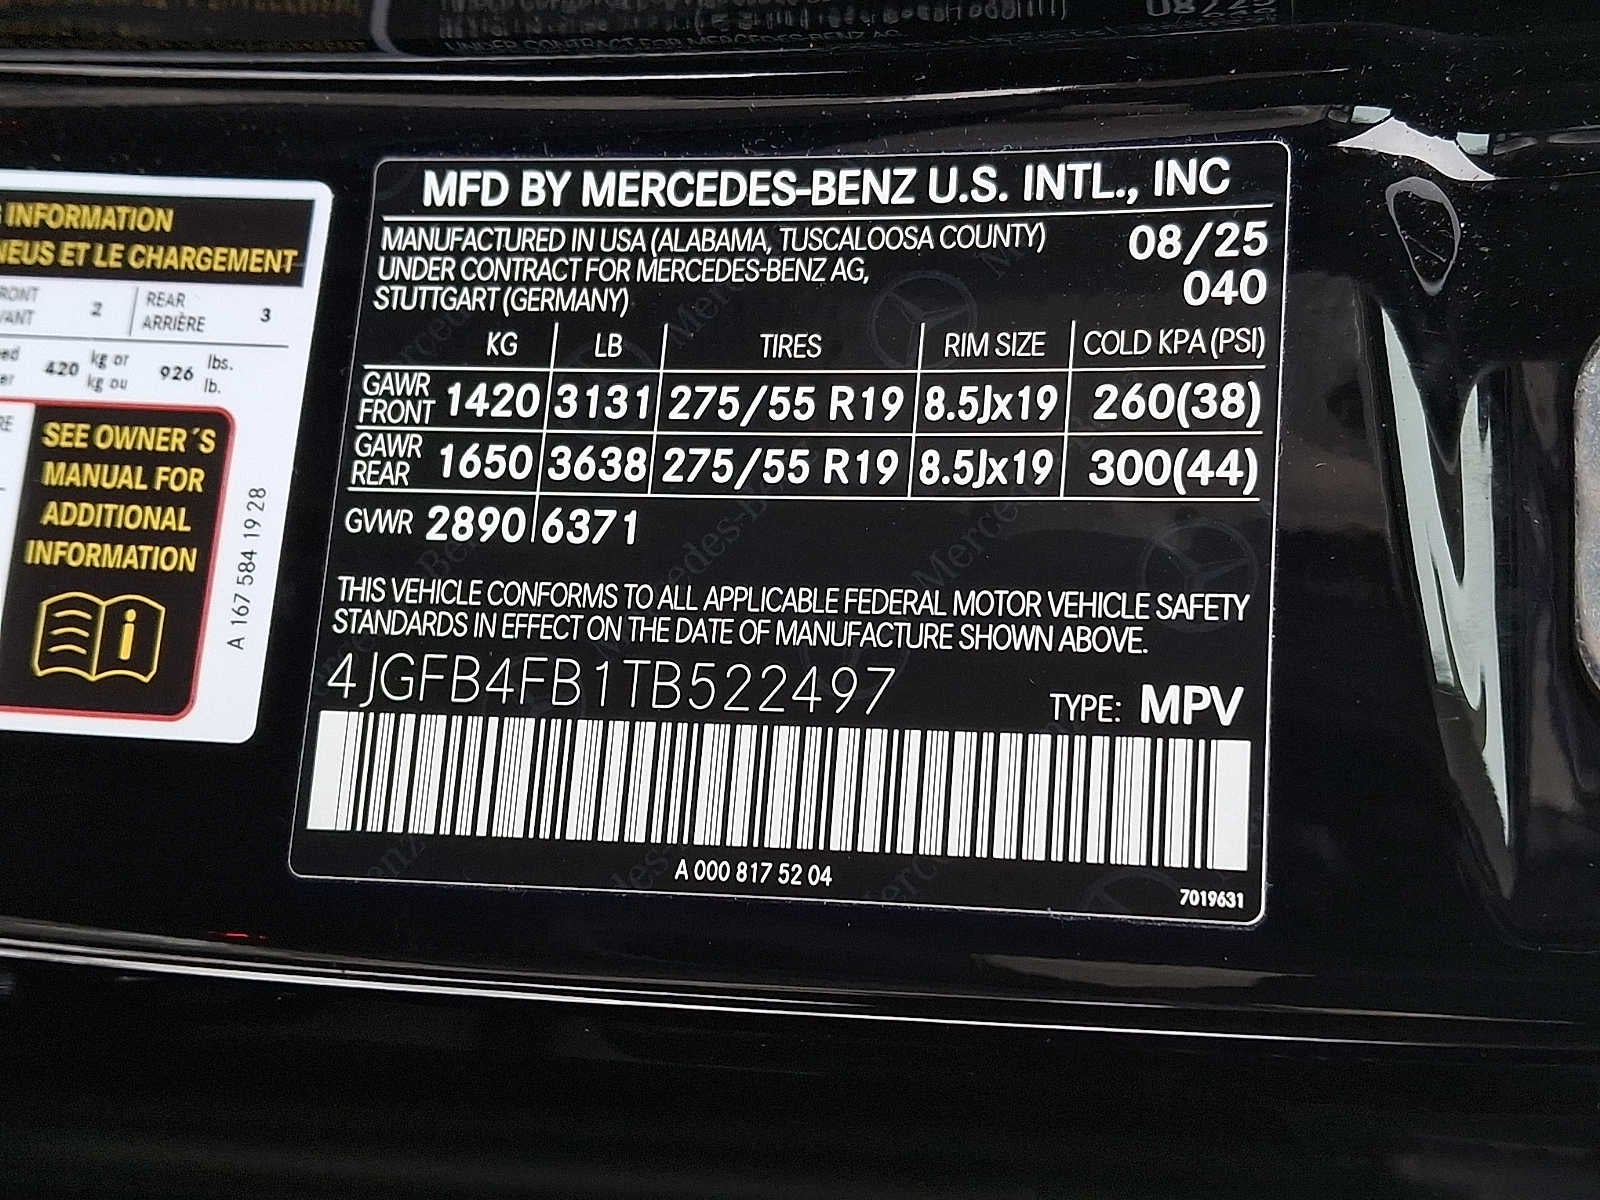 INFORMATION
NEUS ET LE CHARGEMENT
2
REAR
ARRIÈRE
3
420
kg or
kg ou
926
lbs.
lb.
SEE OWNER´S
MANUAL FOR
ADDITIONAL
INFORMATION
i
A 167 584 19 28
MFD BY MERCEDES-BENZ U.S. INTL., INC
MANUFACTURED IN USA (ALABAMA, TUSCALOOSA COUNTY) 08/25
UNDER CONTRACT FOR MERCEDES-BENZ AG, 040
STUTTGART (GERMANY)
KG LB TIRES RIM SIZE COLD KPA (PSI)
GAWR FRONT 1420 3131 275/55 R19 8.5Jx19 260(38)
GAWR REAR 1650 3638 275/55 R19 8.5Jx19 300(44)
GVWR 2890 6371
THIS VEHICLE CONFORMS TO ALL APPLICABLE FEDERAL MOTOR VEHICLE SAFETY
STANDARDS IN EFFECT ON THE DATE OF MANUFACTURE SHOWN ABOVE.
4JGFB4FB1TB522497
TYPE: MPV
A 000 817 52 04
7019631